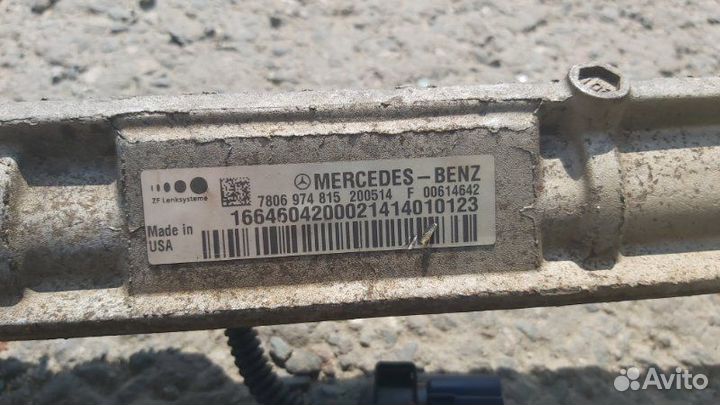 MERCEDES-BENZ
ZF Lenksysteme
7806 974 815 200514 F 00614642
1664604200021414010123
Made in
USA
Avito